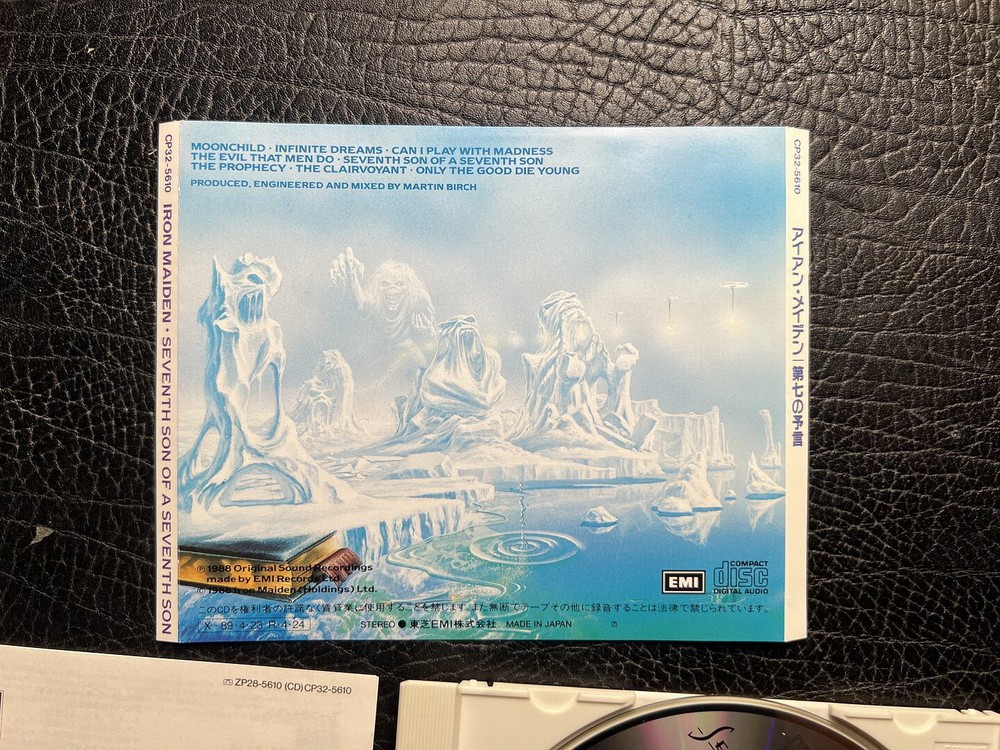 MOONCHILD · INFINITE DREAMS · CAN I PLAY WITH MADNESS
THE EVIL THAT MEN DO · SEVENTH SON OF A SEVENTH SON
THE PROPHECY · THE CLAIRVOYANT · ONLY THE GOOD DIE YOUNG
PRODUCED, ENGINEERED AND MIXED BY MARTIN BIRCH
CP32-5610 IRON MAIDEN · SEVENTH SON OF A SEVENTH SON
CP32-5610 アイアン・メイデン|第七の予言
℗ 1988 Original Sound Recordings
made by EMI Records Ltd.
© 1988 Iron Maiden (Holdings) Ltd.
EMI
COMPACT
disc
DIGITAL AUDIO
このCDを権利者の許諾なく賃貸業に使用することを禁じます。また無断でテープその他に録音することは法律で禁じられています。
X 89・4・23 R・4・24
STEREO ● 東芝EMI株式会社 MADE IN JAPAN
ZP28-5610 (CD) CP32-5610